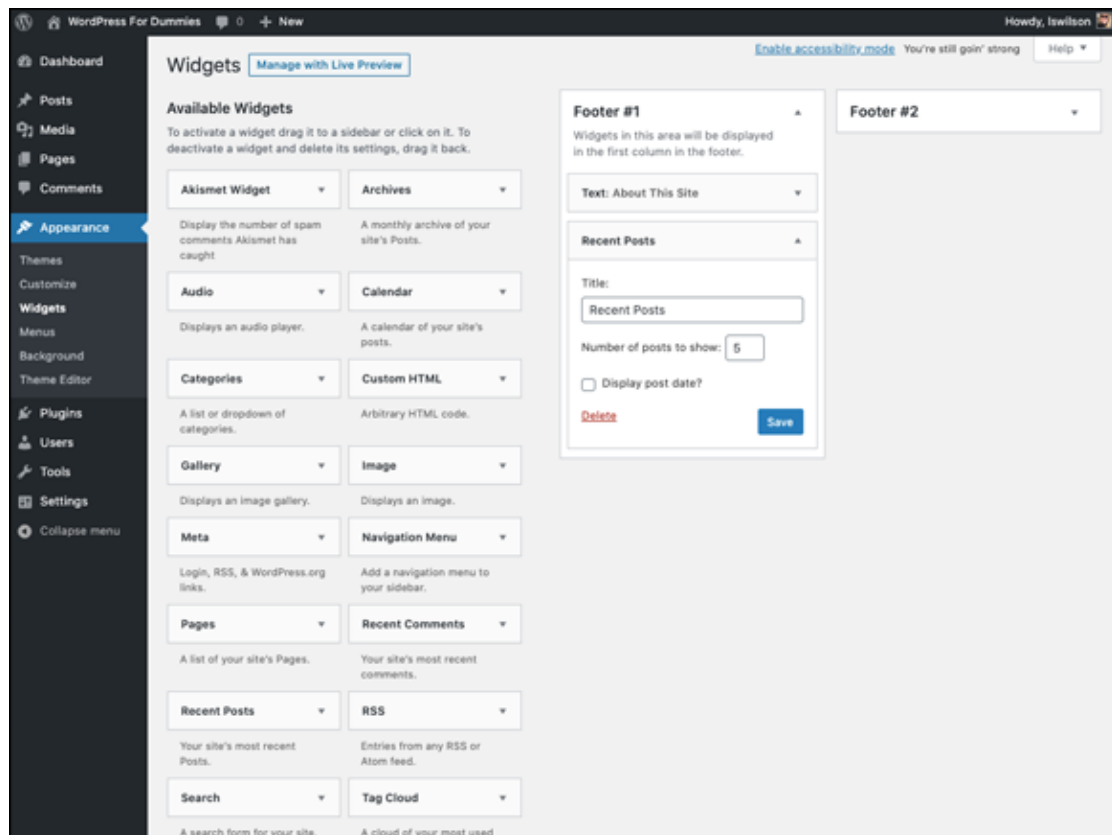 WordPress For Dummies 0 + New Howdy, lswilson
Dashboard
Posts
Media
Pages
Comments
Appearance
Themes
Customize
Widgets
Menus
Background
Theme Editor
Plugins
Users
Tools
Settings
Collapse menu
Enable accessibility mode You're still goin' strong Help
Widgets Manage with Live Preview
Available Widgets
To activate a widget drag it to a sidebar or click on it. To
deactivate a widget and delete its settings, drag it back.
Akismet Widget
Display the number of spam
comments Akismet has
caught
Archives
A monthly archive of your
site's Posts.
Audio
Displays an audio player.
Calendar
A calendar of your site's
posts.
Categories
A list or dropdown of
categories.
Custom HTML
Arbitrary HTML code.
Gallery
Displays an image gallery.
Image
Displays an image.
Meta
Login, RSS, & WordPress.org
links.
Navigation Menu
Add a navigation menu to
your sidebar.
Pages
A list of your site's Pages.
Recent Comments
Your site's most recent
comments.
Recent Posts
Your site's most recent
Posts.
RSS
Entries from any RSS or
Atom feed.
Search
A search form for your site.
Tag Cloud
A cloud of your most used
Footer #1
Widgets in this area will be displayed
in the first column in the footer.
Text: About This Site
Recent Posts
Title:
Recent Posts
Number of posts to show: 5
Display post date?
Delete Save
Footer #2